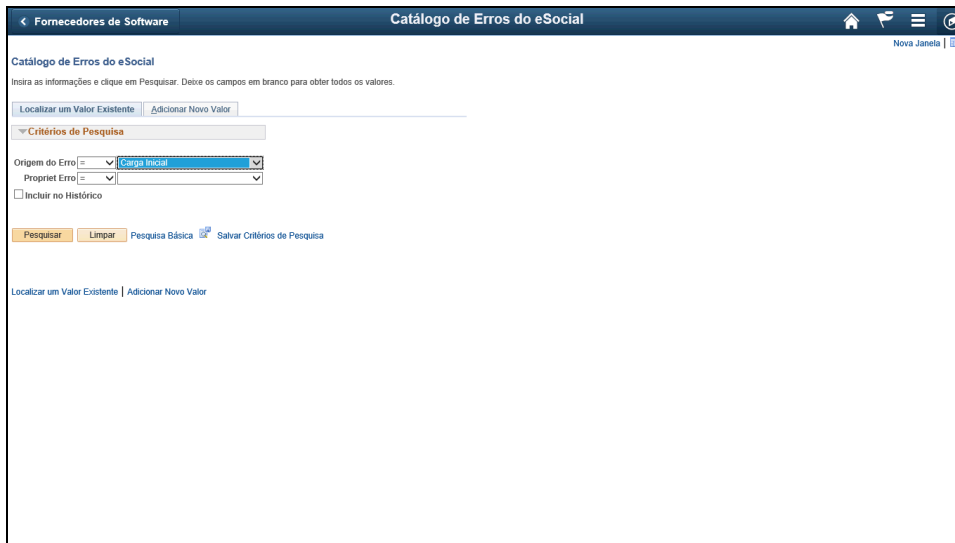 Fornecedores de Software Catálogo de Erros do eSocial
Nova Janela |
Catálogo de Erros do eSocial
Insira as informações e clique em Pesquisar. Deixe os campos em branco para obter todos os valores.
Localizar um Valor Existente Adicionar Novo Valor
Critérios de Pesquisa
Origem do Erro = Carga Inicial
Propriet Erro =
Incluir no Histórico
Pesquisar Limpar Pesquisa Básica Salvar Critérios de Pesquisa
Localizar um Valor Existente | Adicionar Novo Valor